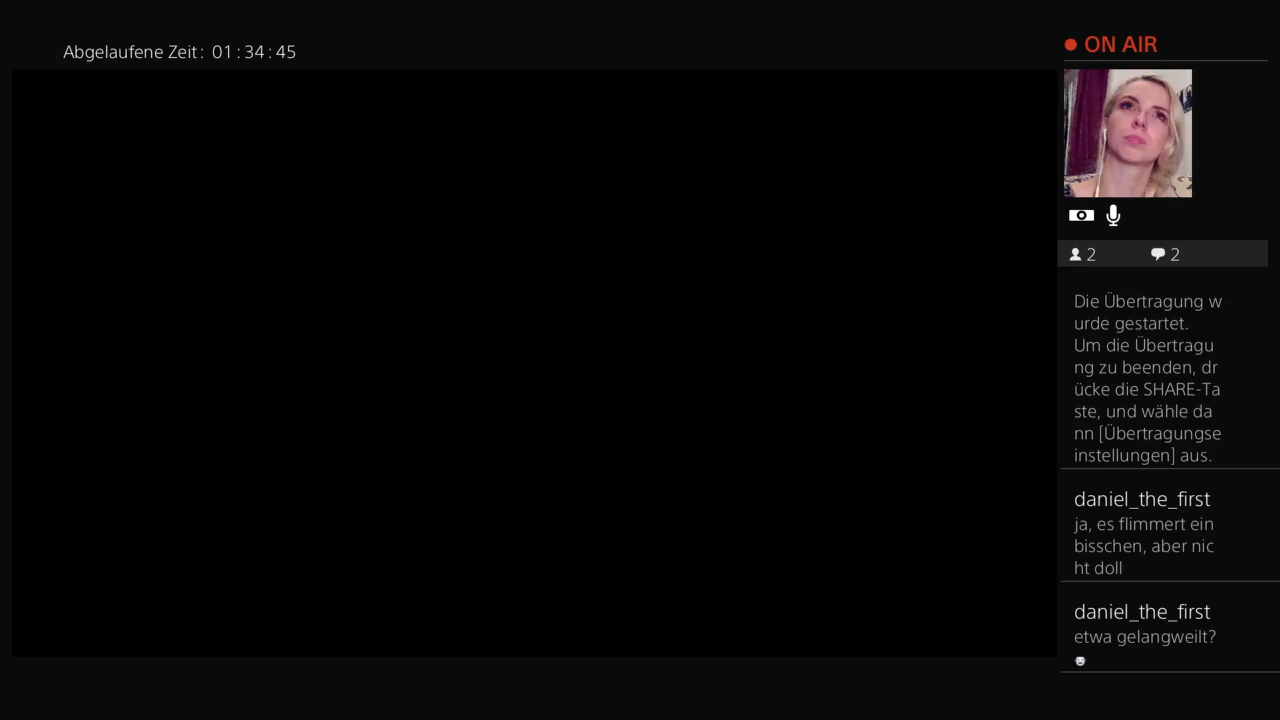 Abgelaufene Zeit: 01:34:45
ON AIR
2 2
Die Übertragung w
urde gestartet.
Um die Übertragu
ng zu beenden, dr
ücke die SHARE-Ta
ste, und wähle da
nn [Übertragungse
instellungen] aus.
daniel_the_first
ja, es flimmert ein
bisschen, aber nic
ht doll
daniel_the_first
etwa gelangweilt?